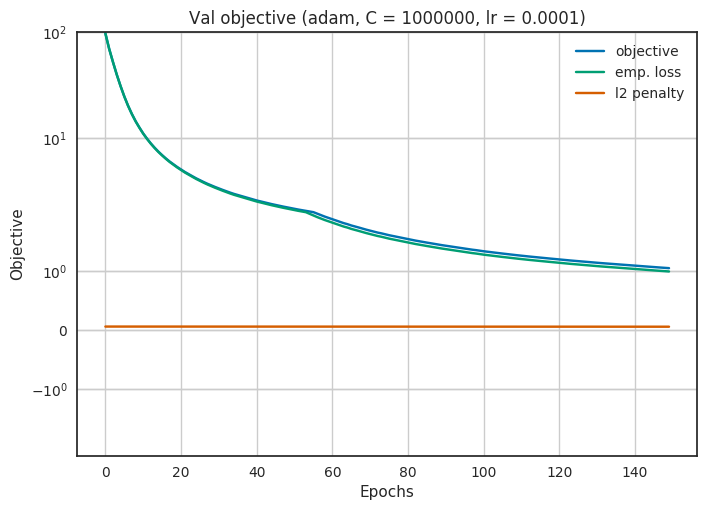 Val objective (adam, C = 1000000, lr = 0.0001)
10²
10¹
10⁰
0
−10⁰
Objective
objective
emp. loss
l2 penalty
0 20 40 60 80 100 120 140
Epochs